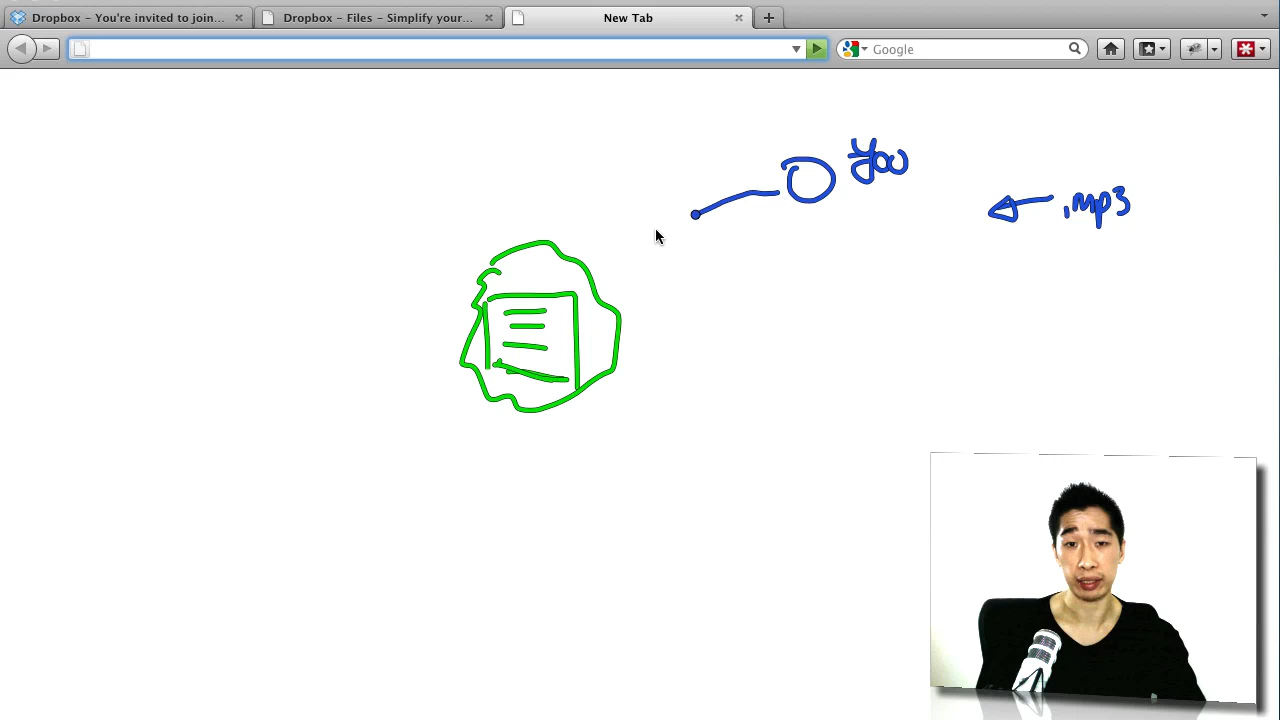 Dropbox - You're invited to join...
Dropbox – Files – Simplify your...
New Tab
Google
You
.mp3